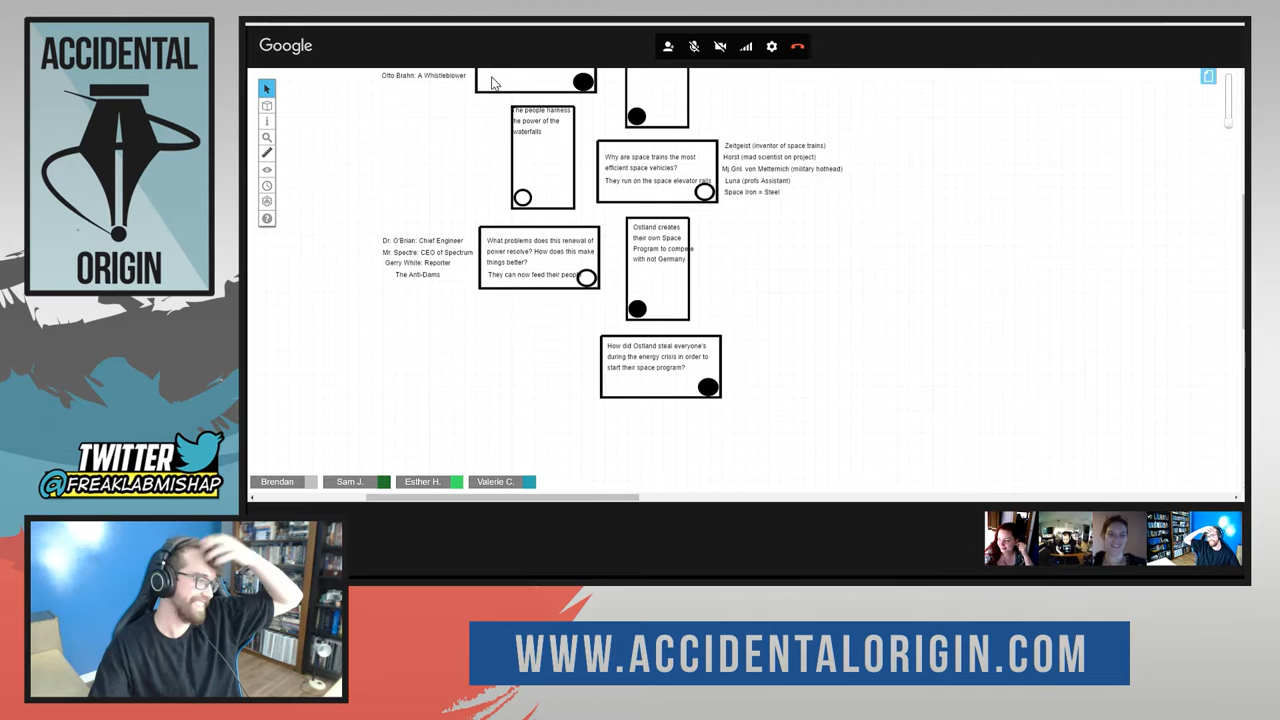 ACCIDENTAL
ORIGIN
TWITTER
@FREAKLABMISHAP
Google
Otto Brahn: A Whistleblower
The people harness
the power of the
waterfalls
Why are space trains the most
efficient space vehicles?
They run on the space elevator rails
Zeitgeist (inventor of space trains)
Horst (mad scientist on project)
Mj.Gnl. von Metternich (military hothead)
Luna (profs Assistant)
Space Iron = Steel
Dr. O'Brian: Chief Engineer
Mr. Spectre: CEO of Spectrum
Gerry White: Reporter
The Anti-Dams
What problems does this renewal of
power resolve? How does this make
things better?
They can now feed their people
Ostland creates
their own Space
Program to compete
with not Germany
How did Ostland steal everyone's
during the energy crisis in order to
start their space program?
Brendan
Sam J.
Esther H.
Valerie C.
WWW.ACCIDENTALORIGIN.COM